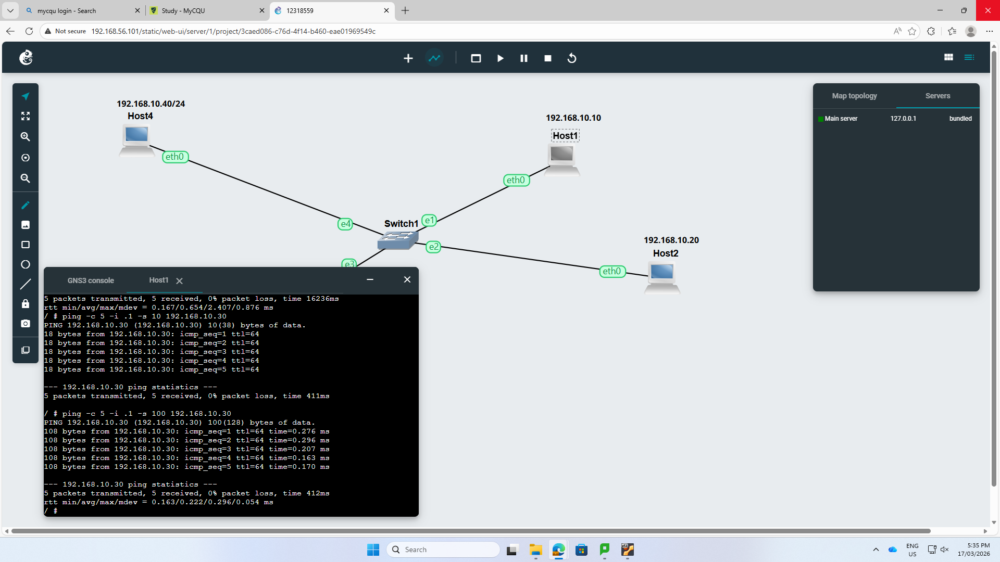 mycqu login - Search
Study - MyCQU
12318559
Not secure
192.168.56.101/static/web-ui/server/1/project/3caed086-c76d-4f14-b460-eae01969549c
192.168.10.40/24
Host4
eth0
192.168.10.10
Host1
eth0
Map topology
Servers
Main server
127.0.0.1
bundled
e4
Switch1
e1
e2
e3
192.168.10.20
Host2
eth0
GNS3 console
Host1
5 packets transmitted, 5 received, 0% packet loss, time 16236ms
rtt min/avg/max/mdev = 0.167/0.654/2.407/0.876 ms
/ # ping -c 5 -i .1 -s 10 192.168.10.30
PING 192.168.10.30 (192.168.10.30) 10(38) bytes of data.
18 bytes from 192.168.10.30: icmp_seq=1 ttl=64
18 bytes from 192.168.10.30: icmp_seq=2 ttl=64
18 bytes from 192.168.10.30: icmp_seq=3 ttl=64
18 bytes from 192.168.10.30: icmp_seq=4 ttl=64
18 bytes from 192.168.10.30: icmp_seq=5 ttl=64
--- 192.168.10.30 ping statistics ---
5 packets transmitted, 5 received, 0% packet loss, time 411ms
/ # ping -c 5 -i .1 -s 100 192.168.10.30
PING 192.168.10.30 (192.168.10.30) 100(128) bytes of data.
108 bytes from 192.168.10.30: icmp_seq=1 ttl=64 time=0.276 ms
108 bytes from 192.168.10.30: icmp_seq=2 ttl=64 time=0.296 ms
108 bytes from 192.168.10.30: icmp_seq=3 ttl=64 time=0.207 ms
108 bytes from 192.168.10.30: icmp_seq=4 ttl=64 time=0.163 ms
108 bytes from 192.168.10.30: icmp_seq=5 ttl=64 time=0.170 ms
--- 192.168.10.30 ping statistics ---
5 packets transmitted, 5 received, 0% packet loss, time 412ms
rtt min/avg/max/mdev = 0.163/0.222/0.296/0.054 ms
/ #
Search
ENG
US
5:35 PM
17/03/2026